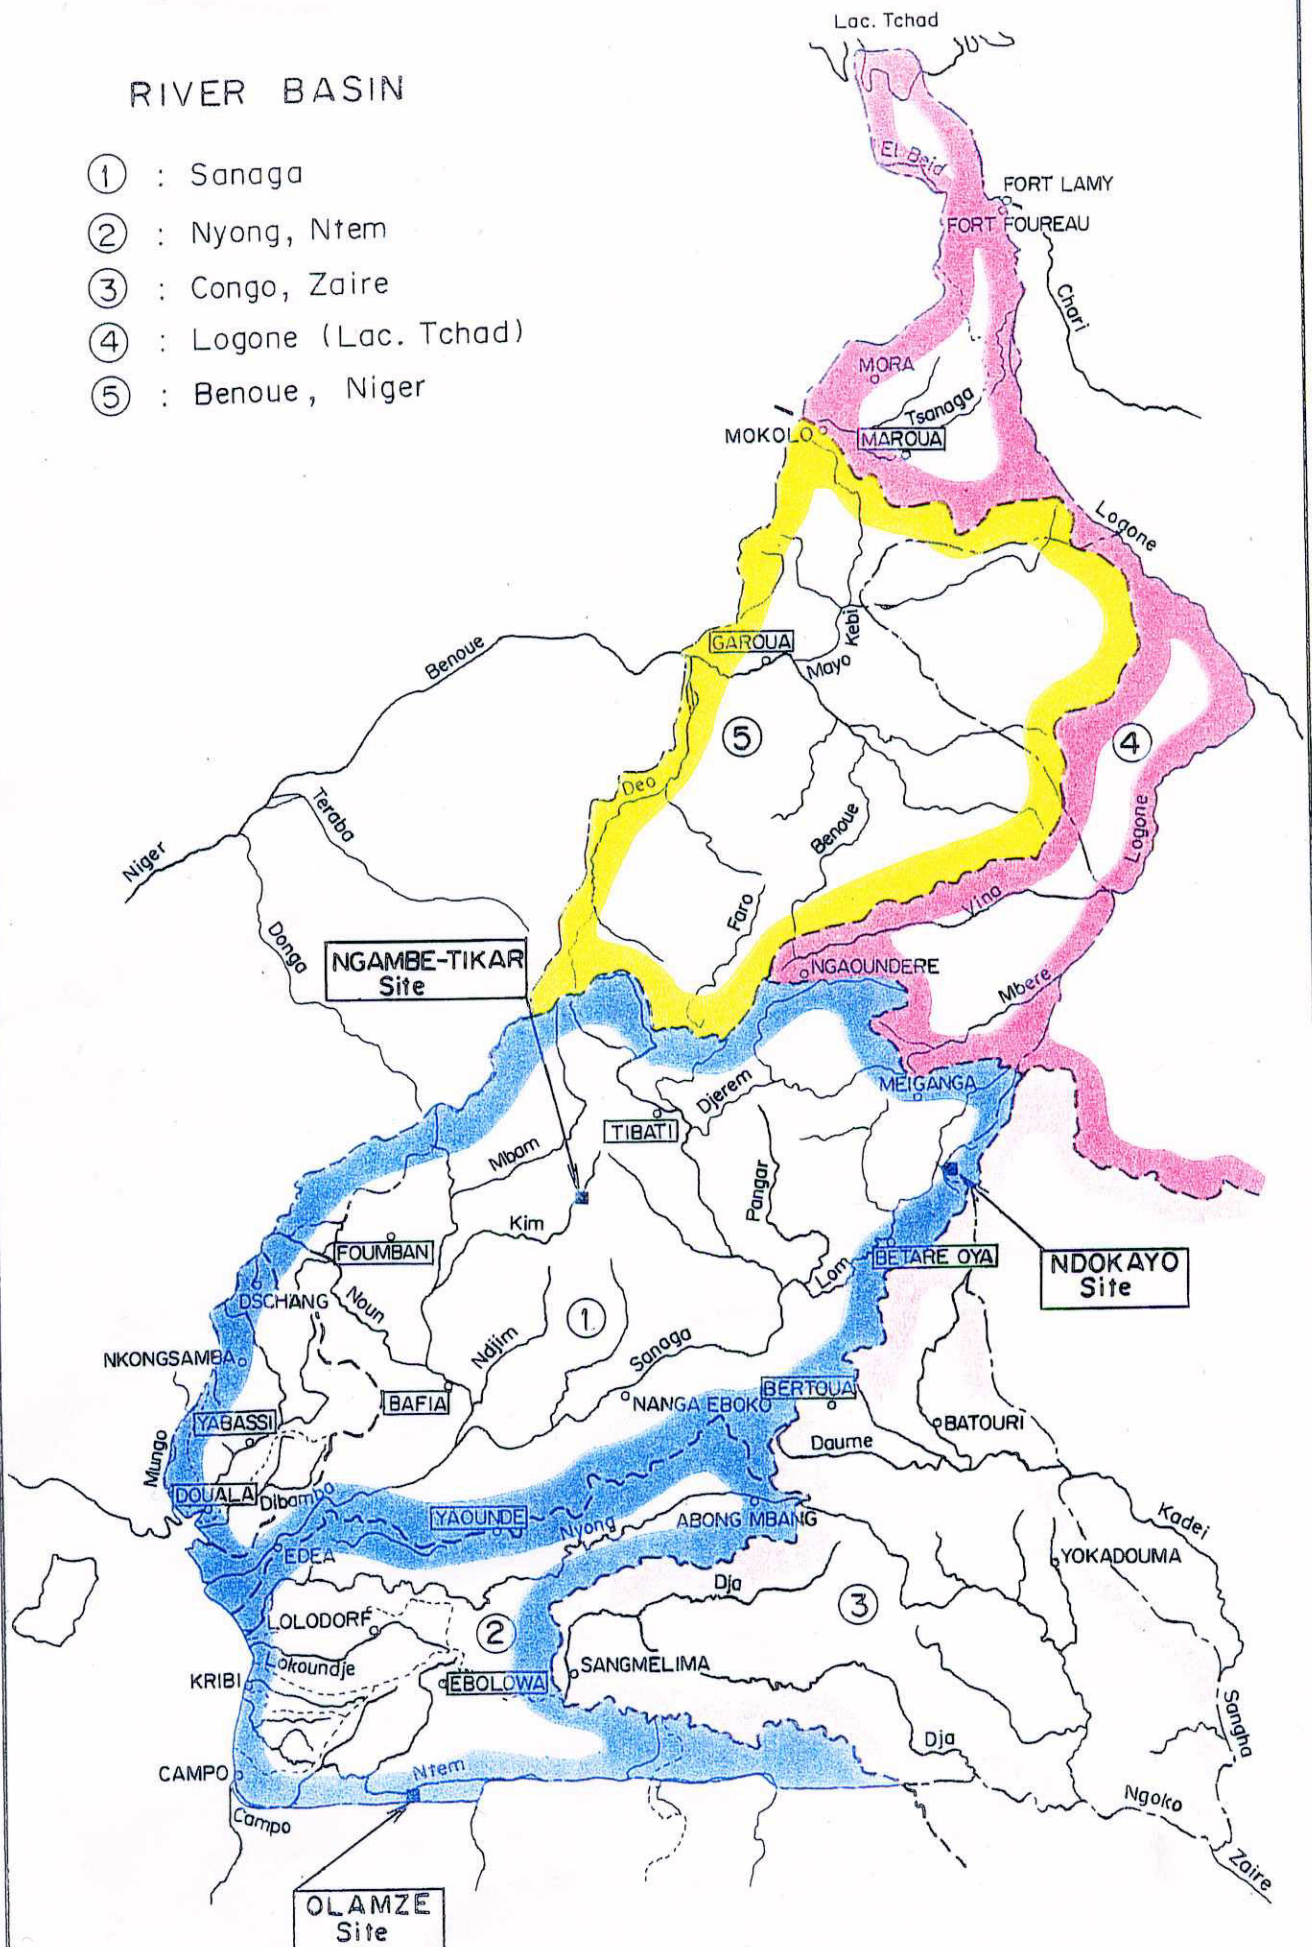 Lac. Tchad
RIVER BASIN
① : Sanaga
② : Nyong, Ntem
③ : Congo, Zaire
④ : Logone (Lac. Tchad)
⑤ : Benoue, Niger
El Beid
FORT LAMY
FORT FOUREAU
Chari
MORA
Tsanaga
MOKOLO
MAROUA
Logone
Benoue
GAROUA
Mayo Kebi
⑤
④
Deo
Teraba
Benoue
Logone
Niger
Faro
Vina
Donga
NGAMBE-TIKAR
Site
NGAOUNDERE
Mbere
MEIGANGA
Djerem
TIBATI
Mbam
Pangar
Kim
FOUMBAN
Lom
BETARE OYA
NDOKAYO
Site
DSCHANG
Noun
①
Ndjim
Sanaga
NKONGSAMBA
BAFIA
NANGA EBOKO
BERTOUA
YABASSI
BATOURI
Mungo
Daume
DOUALA
Dibampo
YAOUNDE
Nyong
ABONG MBANG
Kadei
EDEA
YOKADOUMA
Dja
③
LOLODORF
②
Lokoundje
SANGMELIMA
KRIBI
EBOLOWA
Sangha
Dja
CAMPO
Ntem
Ngoko
Campo
Zaire
OLAMZE
Site